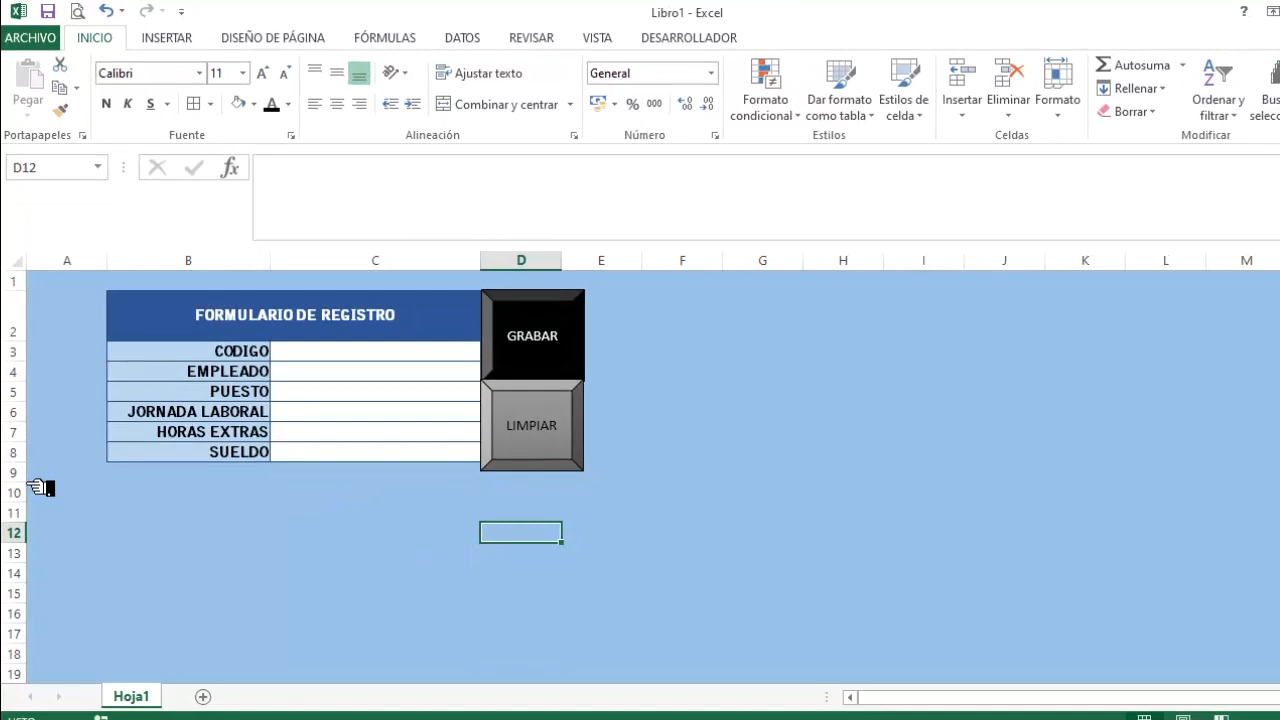 Libro1 - Excel
?
ARCHIVO INICIO INSERTAR DISEÑO DE PÁGINA FÓRMULAS DATOS REVISAR VISTA DESARROLLADOR
Pegar
Portapapeles
Calibri 11
N K S
Fuente
Ajustar texto
Combinar y centrar
Alineación
General
% 000
Número
Formato condicional
Dar formato como tabla
Estilos de celda
Estilos
Insertar Eliminar Formato
Celdas
Autosuma
Rellenar
Borrar
Ordenar y filtrar
Modificar
D12
fx
A B C D E F G H I J K L M
1
2 FORMULARIO DE REGISTRO GRABAR
3 CODIGO
4 EMPLEADO
5 PUESTO
6 JORNADA LABORAL LIMPIAR
7 HORAS EXTRAS
8 SUELDO
9
10
11
12
13
14
15
16
17
18
19
Hoja1